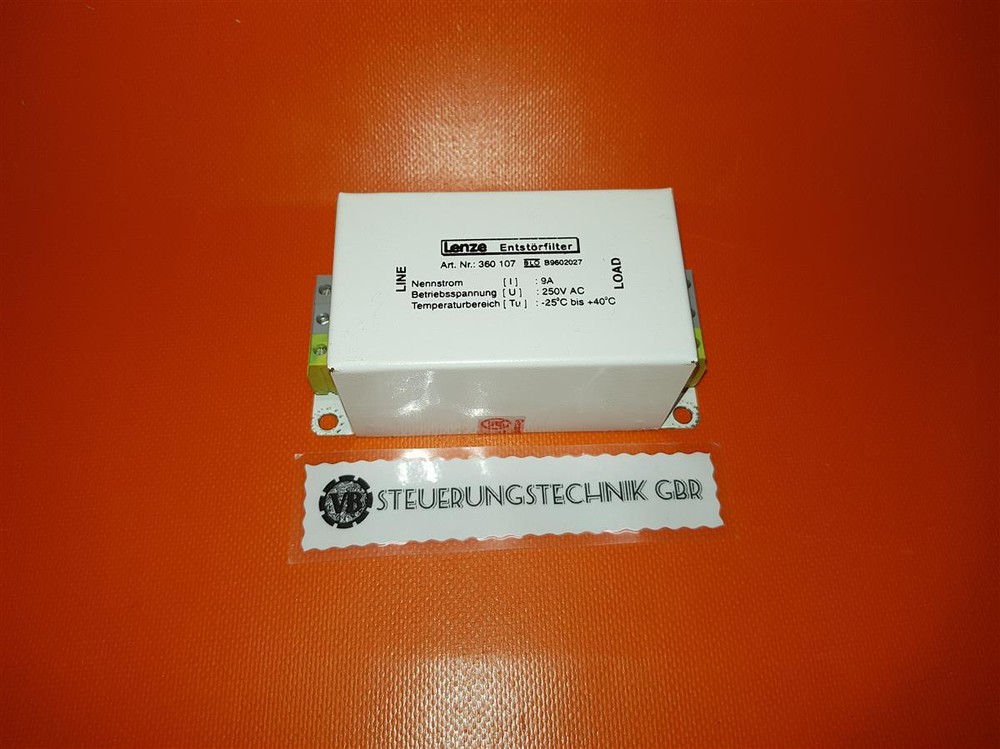 Lenze Entstörfilter
Art. Nr.: 360 107 BLO B9602027
LINE
LOAD
Nennstrom [ I ] : 9A
Betriebsspannung [ U ] : 250V AC
Temperaturbereich [ Tu ] : -25°C bis +40°C
VB STEUERUNGSTECHNIK GBR